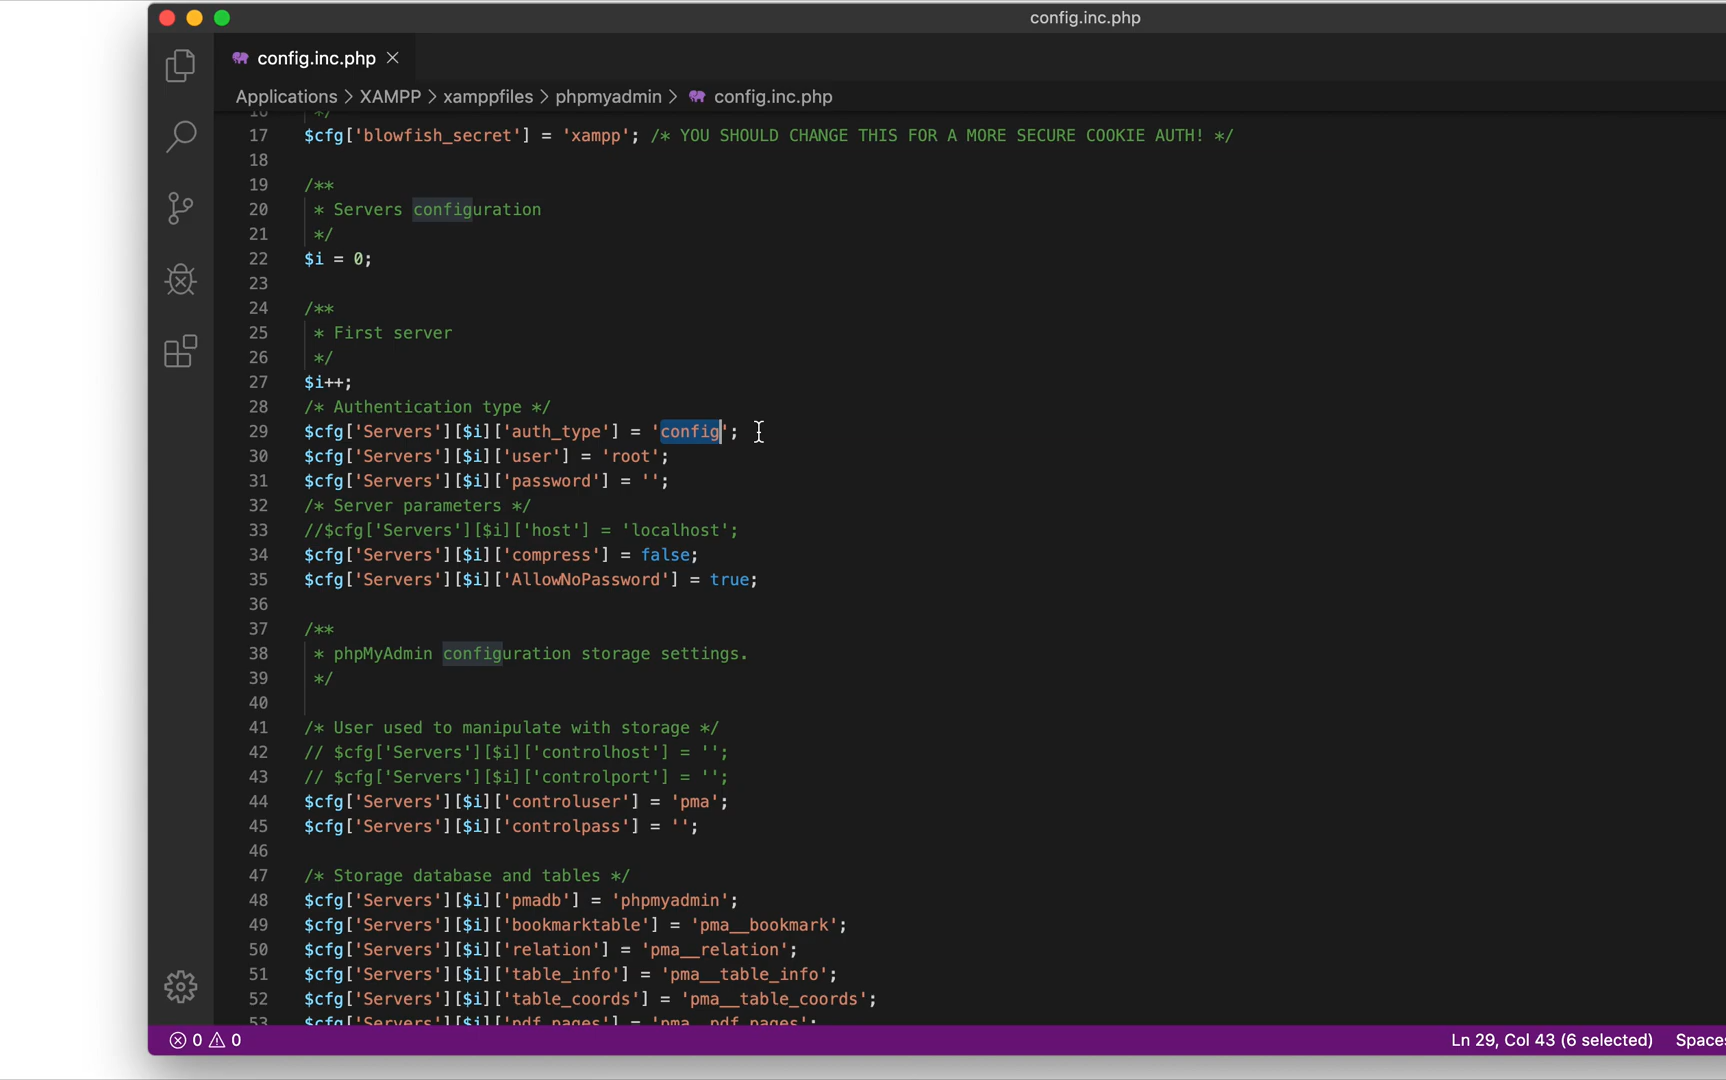 config.inc.php
config.inc.php
Applications > XAMPP > xamppfiles > phpmyadmin > config.inc.php
16 */
17 $cfg['blowfish_secret'] = 'xampp'; /* YOU SHOULD CHANGE THIS FOR A MORE SECURE COOKIE AUTH! */
18
19 /**
20 * Servers configuration
21 */
22 $i = 0;
23
24 /**
25 * First server
26 */
27 $i++;
28 /* Authentication type */
29 $cfg['Servers'][$i]['auth_type'] = 'config';
30 $cfg['Servers'][$i]['user'] = 'root';
31 $cfg['Servers'][$i]['password'] = '';
32 /* Server parameters */
33 //$cfg['Servers'][$i]['host'] = 'localhost';
34 $cfg['Servers'][$i]['compress'] = false;
35 $cfg['Servers'][$i]['AllowNoPassword'] = true;
36
37 /**
38 * phpMyAdmin configuration storage settings.
39 */
40
41 /* User used to manipulate with storage */
42 // $cfg['Servers'][$i]['controlhost'] = '';
43 // $cfg['Servers'][$i]['controlport'] = '';
44 $cfg['Servers'][$i]['controluser'] = 'pma';
45 $cfg['Servers'][$i]['controlpass'] = '';
46
47 /* Storage database and tables */
48 $cfg['Servers'][$i]['pmadb'] = 'phpmyadmin';
49 $cfg['Servers'][$i]['bookmarktable'] = 'pma__bookmark';
50 $cfg['Servers'][$i]['relation'] = 'pma__relation';
51 $cfg['Servers'][$i]['table_info'] = 'pma__table_info';
52 $cfg['Servers'][$i]['table_coords'] = 'pma__table_coords';
53 $cfg['Servers'][$i]['pdf_pages'] = 'pma__pdf_pages';
0 0 Ln 29, Col 43 (6 selected) Spaces